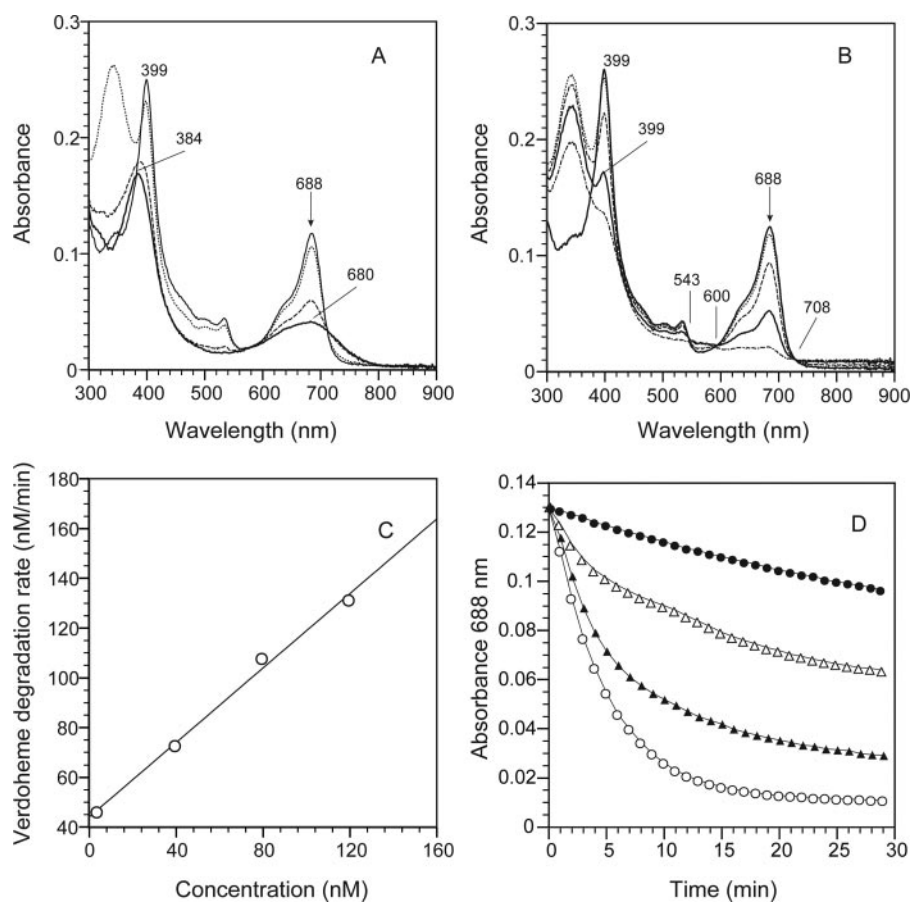 A
0.3
0.2
0.1
0
Absorbance
399
384
688
680
300 400 500 600 700 800 900
Wavelength (nm)
B
0.3
0.2
0.1
0
Absorbance
399
399
688
543
600
708
300 400 500 600 700 800 900
Wavelength (nm)
C
180
160
140
120
100
80
60
40
Verdoheme degradation rate (nM/min)
0 40 80 120 160
Concentration (nM)
D
0.14
0.12
0.1
0.08
0.06
0.04
0.02
0
Absorbance 688 nm
0 5 10 15 20 25 30
Time (min)